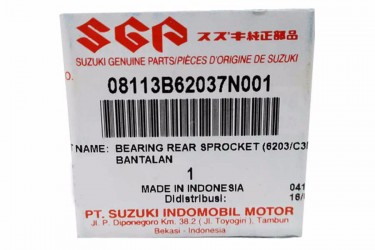 SGP スズキ純正部品
SUZUKI GENUINE PARTS/PIÈCES D'ORIGINE DE SUZUKI
08113B62037N001
T NAME: BEARING REAR SPROCKET (6203/C3
BANTALAN
1
MADE IN INDONESIA 041
Didistribusi: 16/
PT. SUZUKI INDOMOBIL MOTOR
Jl. P. Diponegoro Km. 38.2 ( Jl. Toyogiri ), Tambun
Bekasi - Indonesia